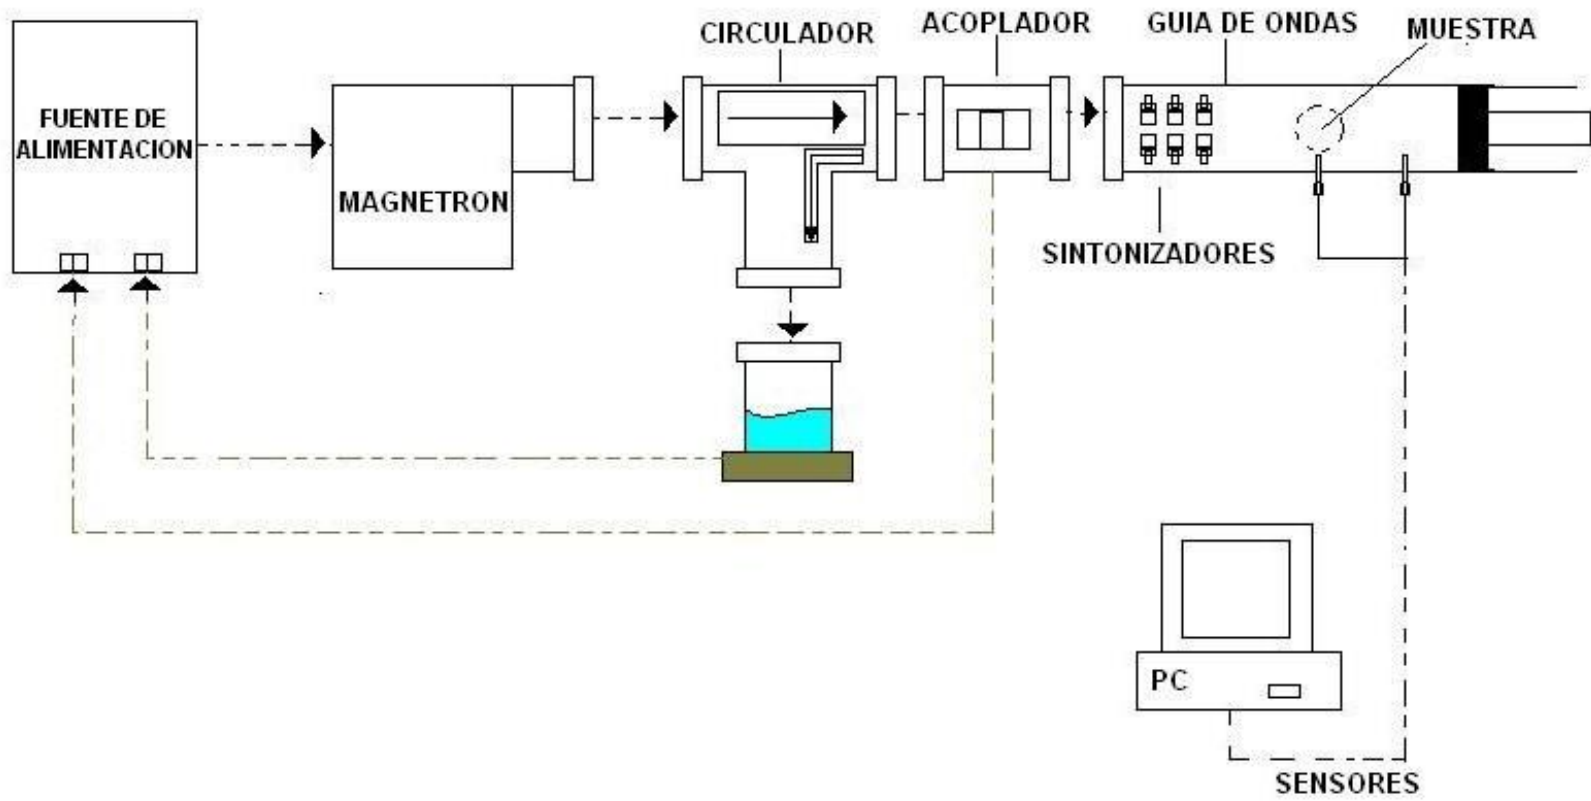 CIRCULADOR
ACOPLADOR
GUIA DE ONDAS
MUESTRA
FUENTE DE
ALIMENTACION
MAGNETRON
SINTONIZADORES
PC
SENSORES